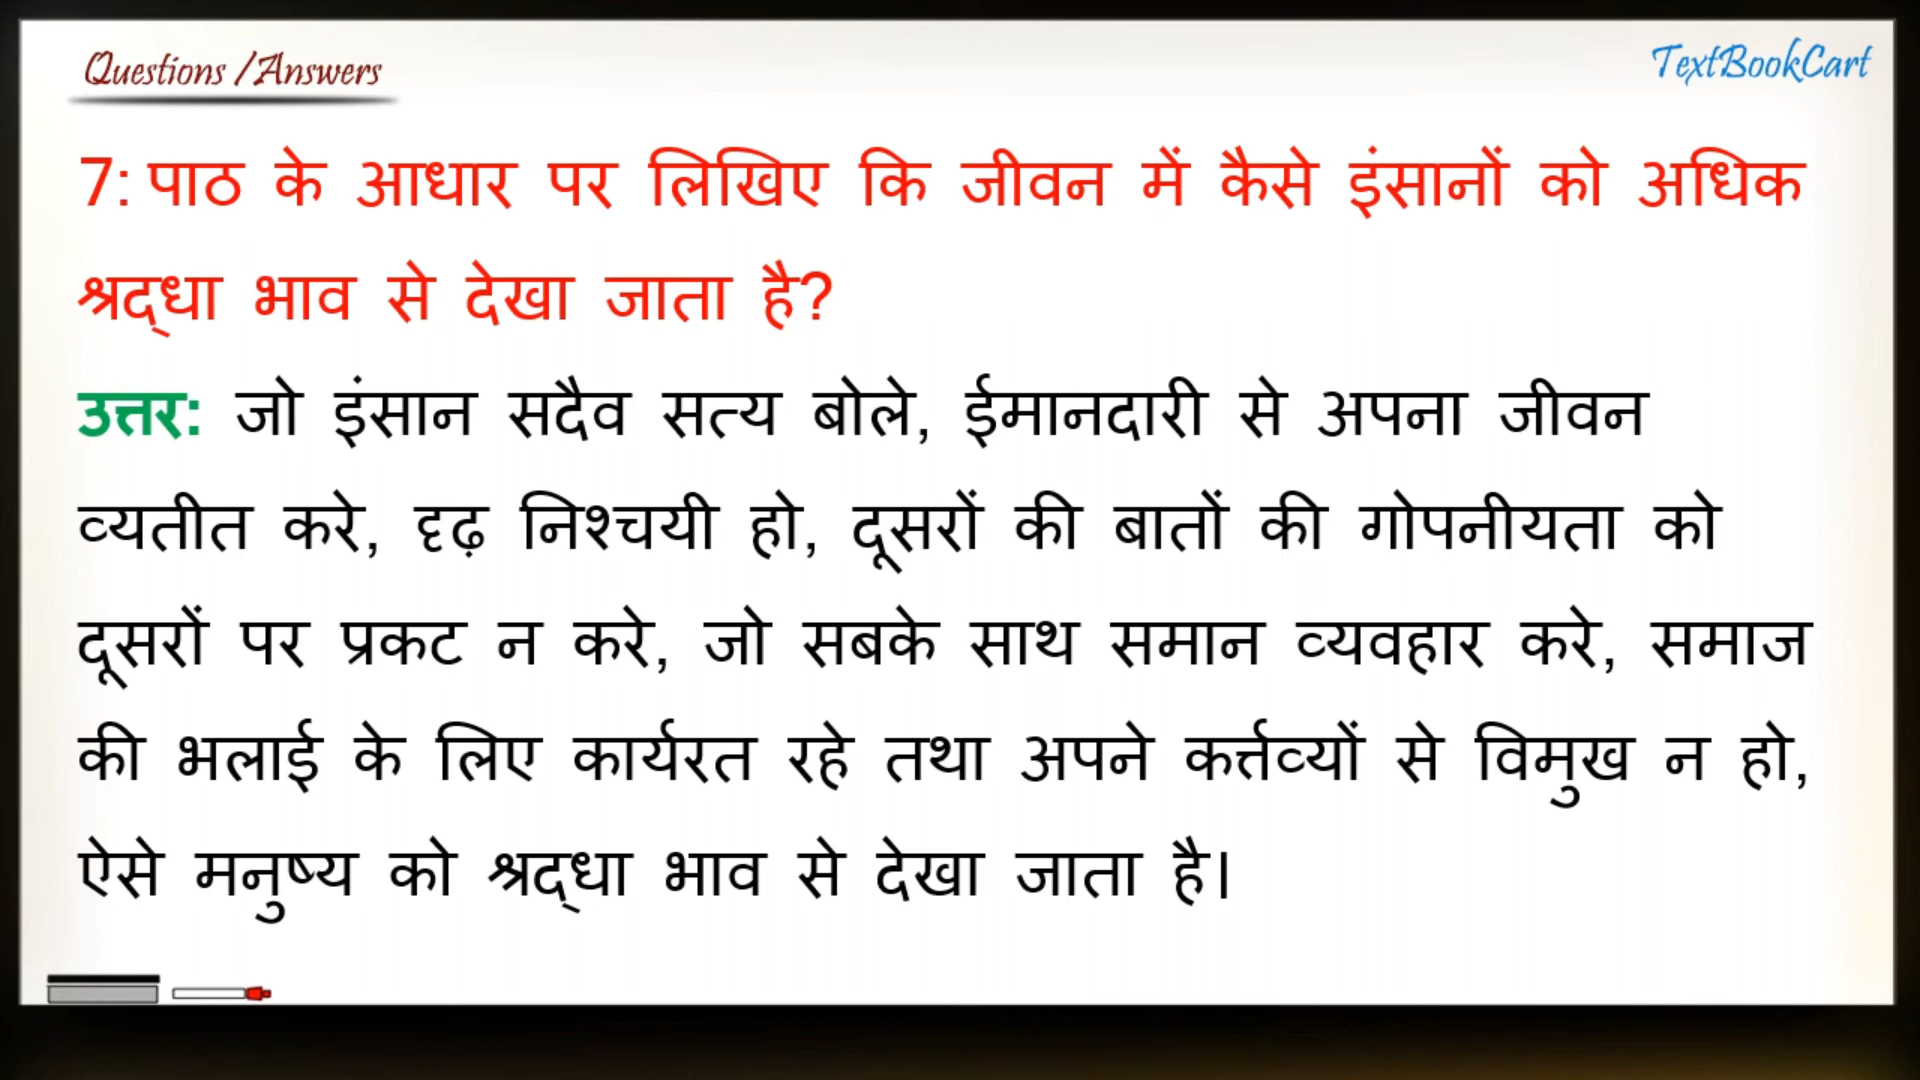 Questions /Answers
TextBookCart
7: पाठ के आधार पर लिखिए कि जीवन में कैसे इंसानों को अधिक
श्रद्‌धा भाव से देखा जाता है?
उत्तर: जो इंसान सदैव सत्य बोले, ईमानदारी से अपना जीवन
व्यतीत करे, दृढ़ निश्चयी हो, दूसरों की बातों की गोपनीयता को
दूसरों पर प्रकट न करे, जो सबके साथ समान व्यवहार करे, समाज
की भलाई के लिए कार्यरत रहे तथा अपने कर्त्तव्यों से विमुख न हो,
ऐसे मनुष्य को श्रद्‌धा भाव से देखा जाता है।